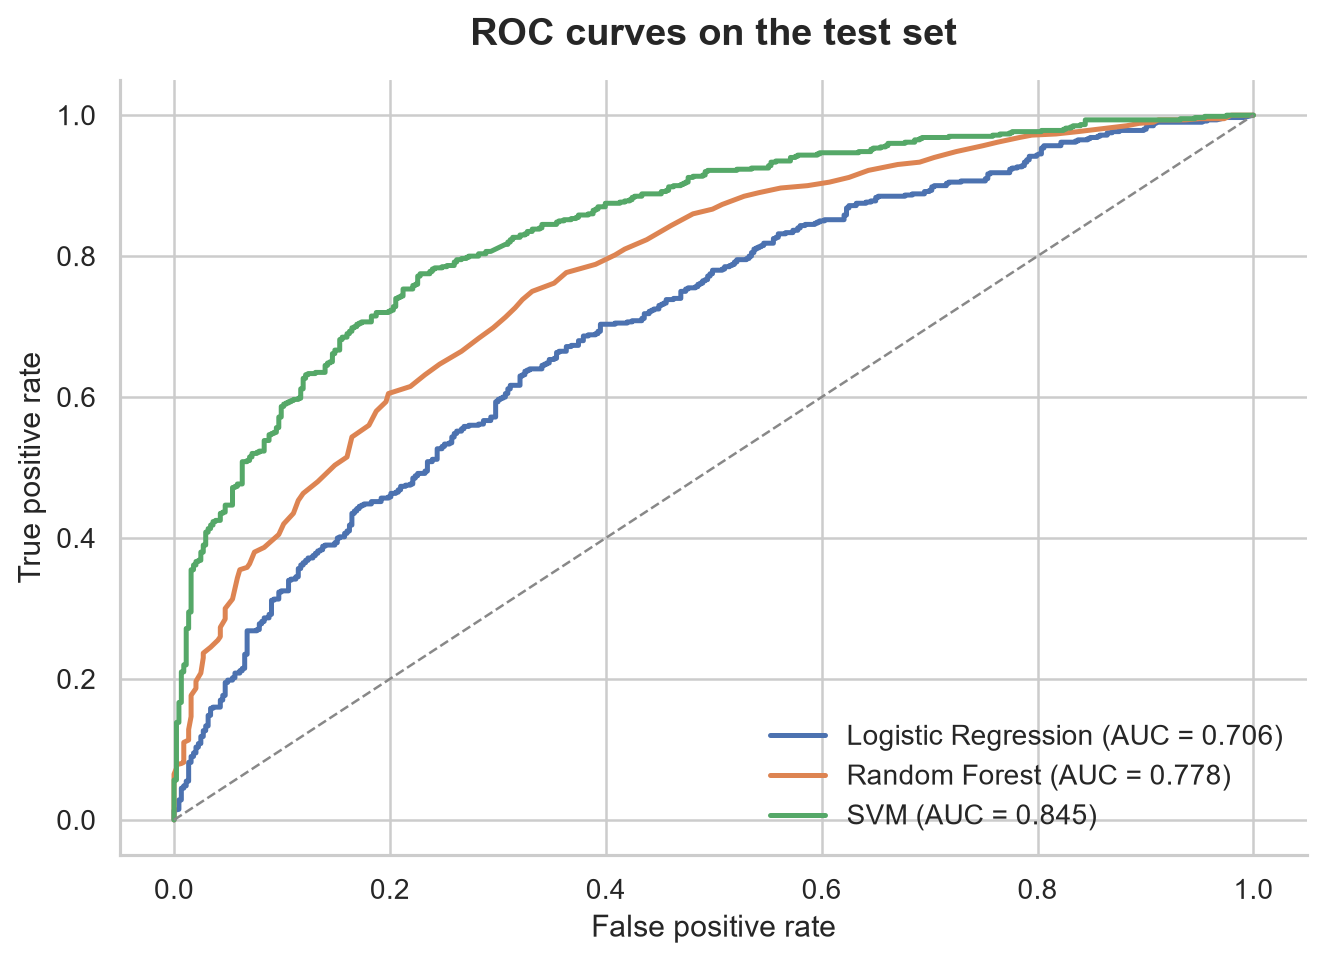 ROC curves on the test set
1.0
0.8
0.6
0.4
0.2
0.0
True positive rate
Logistic Regression (AUC = 0.706)
Random Forest (AUC = 0.778)
SVM (AUC = 0.845)
0.0 0.2 0.4 0.6 0.8 1.0
False positive rate